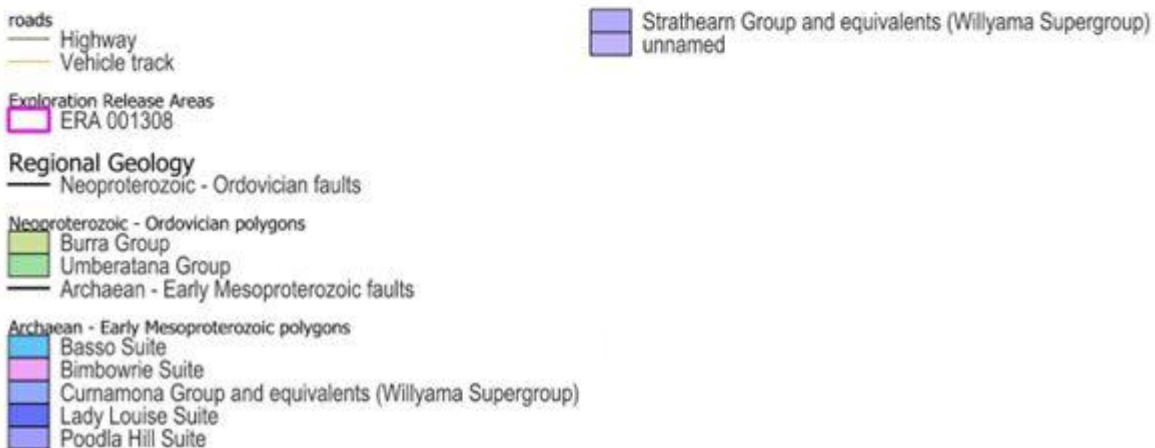 roads
Highway
Vehicle track
Exploration Release Areas
ERA 001308
Regional Geology
Neoproterozoic - Ordovician faults
Neoproterozoic - Ordovician polygons
Burra Group
Umberatana Group
Archaean - Early Mesoproterozoic faults
Archaean - Early Mesoproterozoic polygons
Basso Suite
Bimbowrie Suite
Curnamona Group and equivalents (Willyama Supergroup)
Lady Louise Suite
Poodla Hill Suite
Strathearn Group and equivalents (Willyama Supergroup)
unnamed